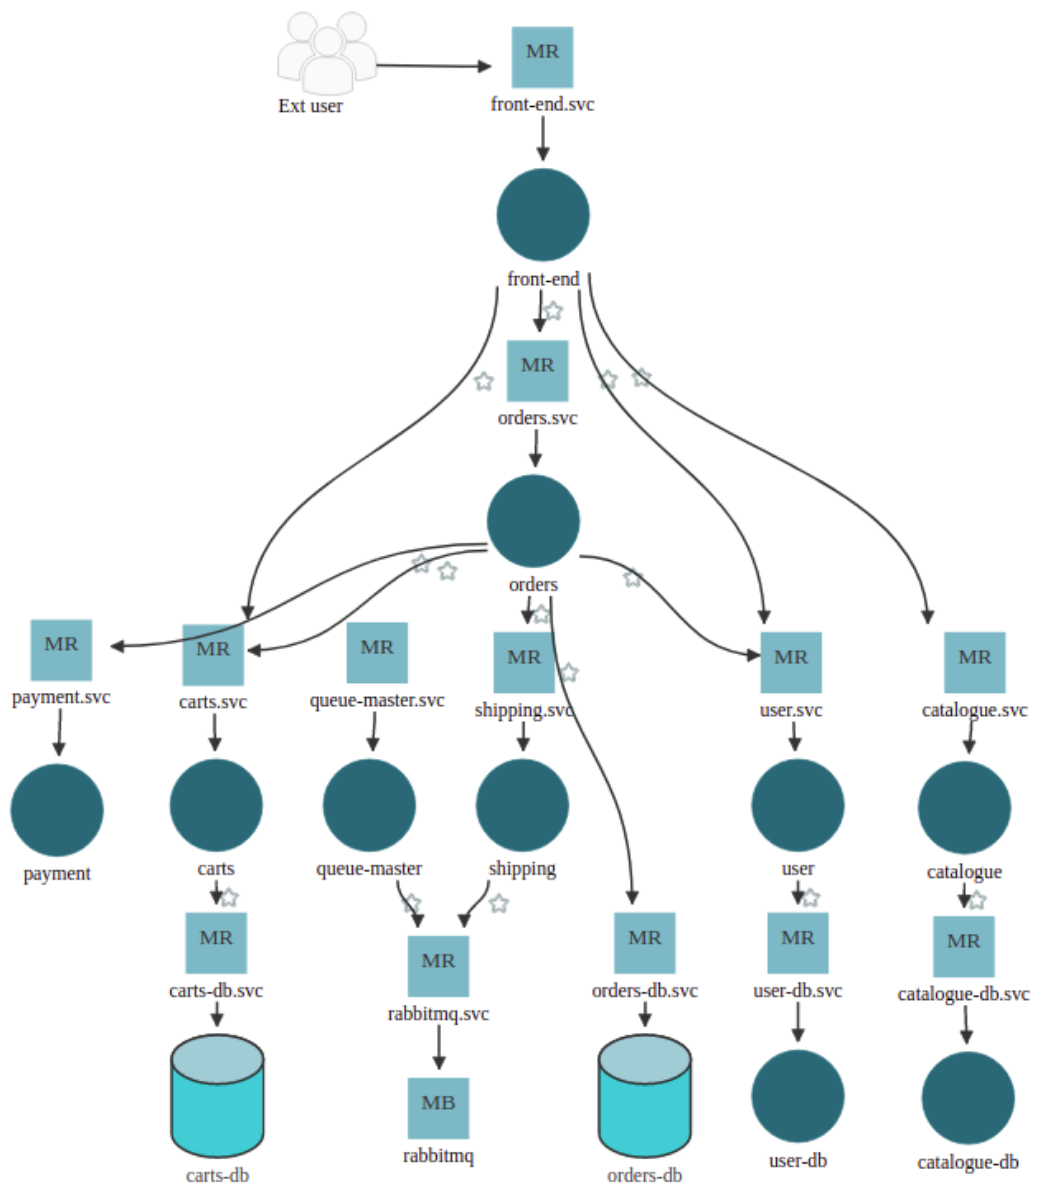 MR
front-end.svc
Ext user
front-end
MR
orders.svc
orders
MR
payment.svc
MR
carts.svc
MR
queue-master.svc
MR
shipping.svc
MR
user.svc
MR
catalogue.svc
payment
carts
queue-master
shipping
user
catalogue
MR
carts-db.svc
MR
rabbitmq.svc
MR
orders-db.svc
MR
user-db.svc
MR
catalogue-db.svc
carts-db
MB
rabbitmq
orders-db
user-db
catalogue-db